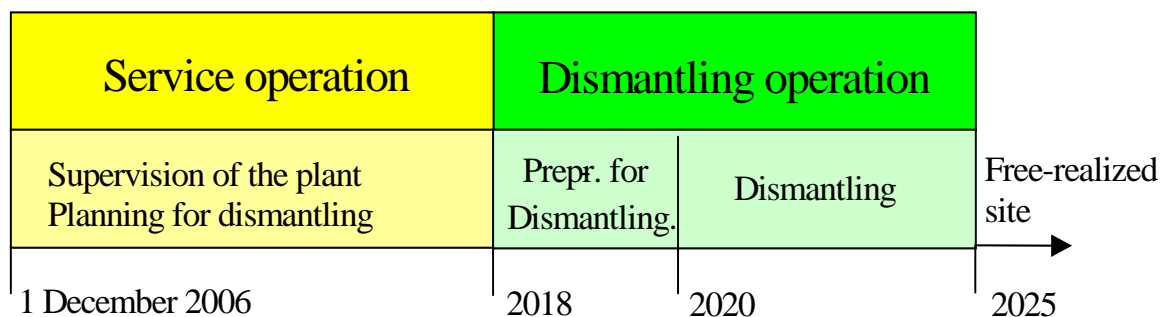 Service operation
Dismantling operation
Supervision of the plant
Planning for dismantling
Prepr. for
Dismantling.
Dismantling
Free-realized
site
1 December 2006
2018
2020
2025